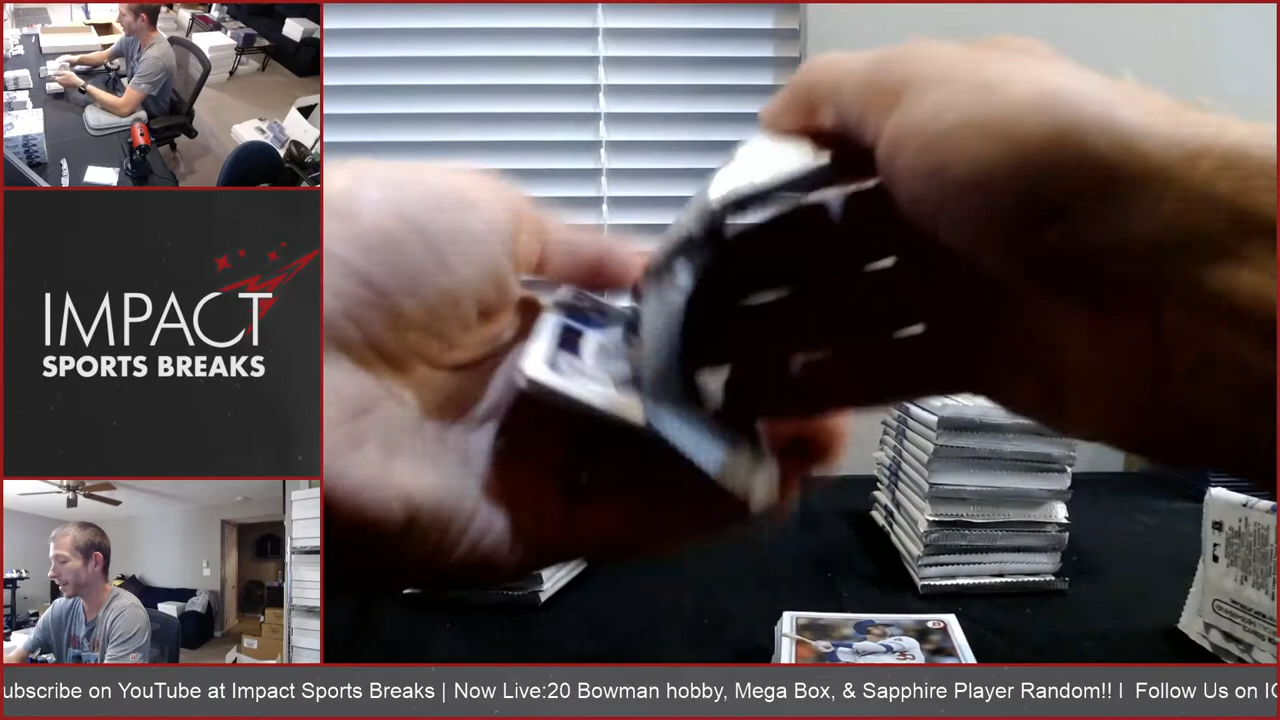 IMPACT
SPORTS BREAKS
ubscribe on YouTube at Impact Sports Breaks | Now Live:20 Bowman hobby, Mega Box, & Sapphire Player Random!! I Follow Us on IG